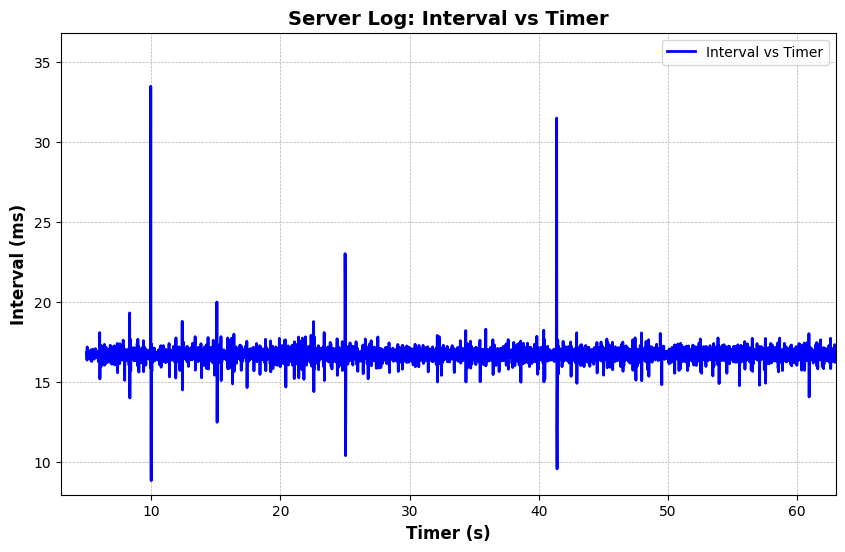 Server Log: Interval vs Timer
Interval vs Timer
Interval (ms)
35
30
25
20
15
10
10 20 30 40 50 60
Timer (s)